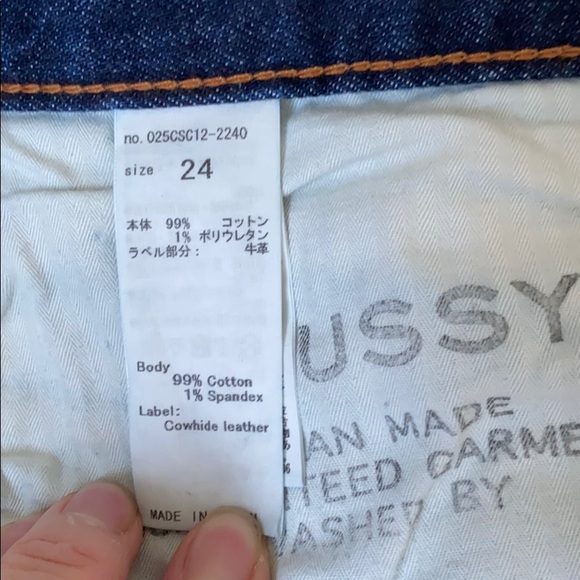 no. 025CSC12-2240
size 24
本体 99% コットン
1% ポリウレタン
ラベル部分: 牛革
Body
99% Cotton
1% Spandex
Label:
Cowhide leather
MADE IN
USSY
AN MADE
TEED GARME
ASHED BY